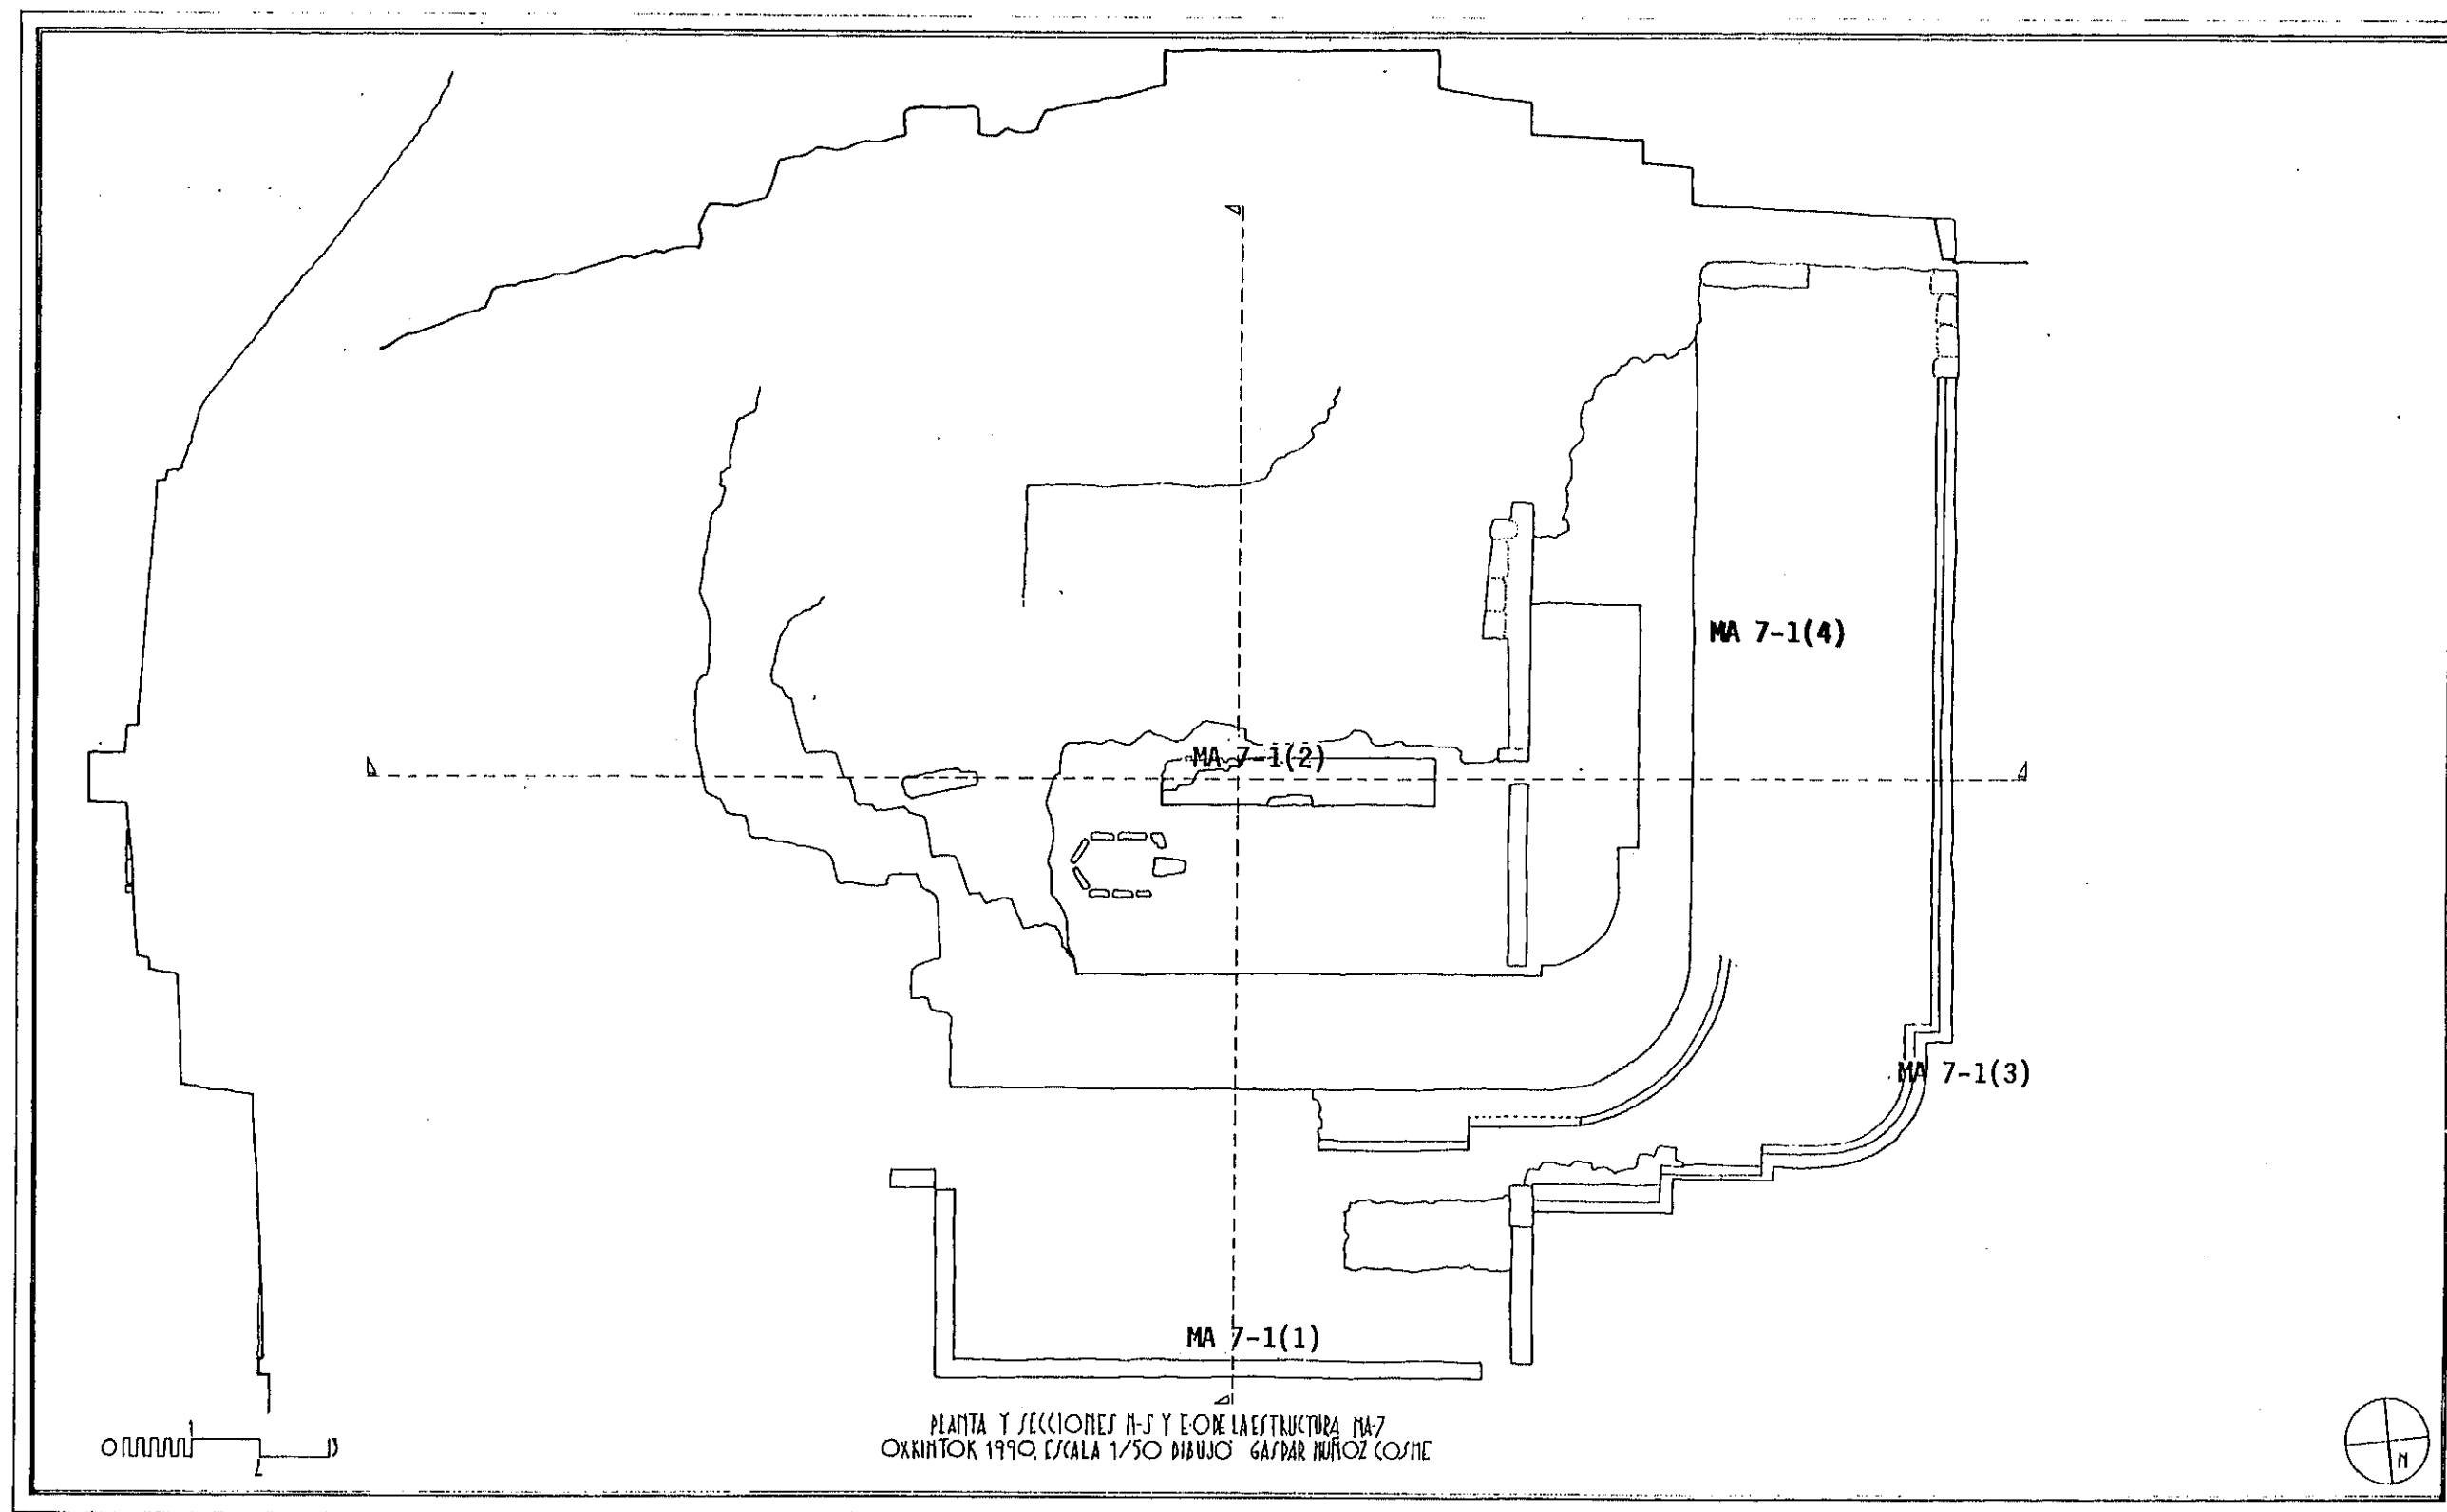 MA 7-1(4)
MA 7-1(2)
MA 7-1(3)
MA 7-1(1)
PLANTA Y SECCIONES N-S Y E-O DE LA ESTRUCTURA MA-7
OXKINTOK 1990. ESCALA 1/50 DIBUJO GASPAR MUÑOZ COSME
0 1 2 3
N